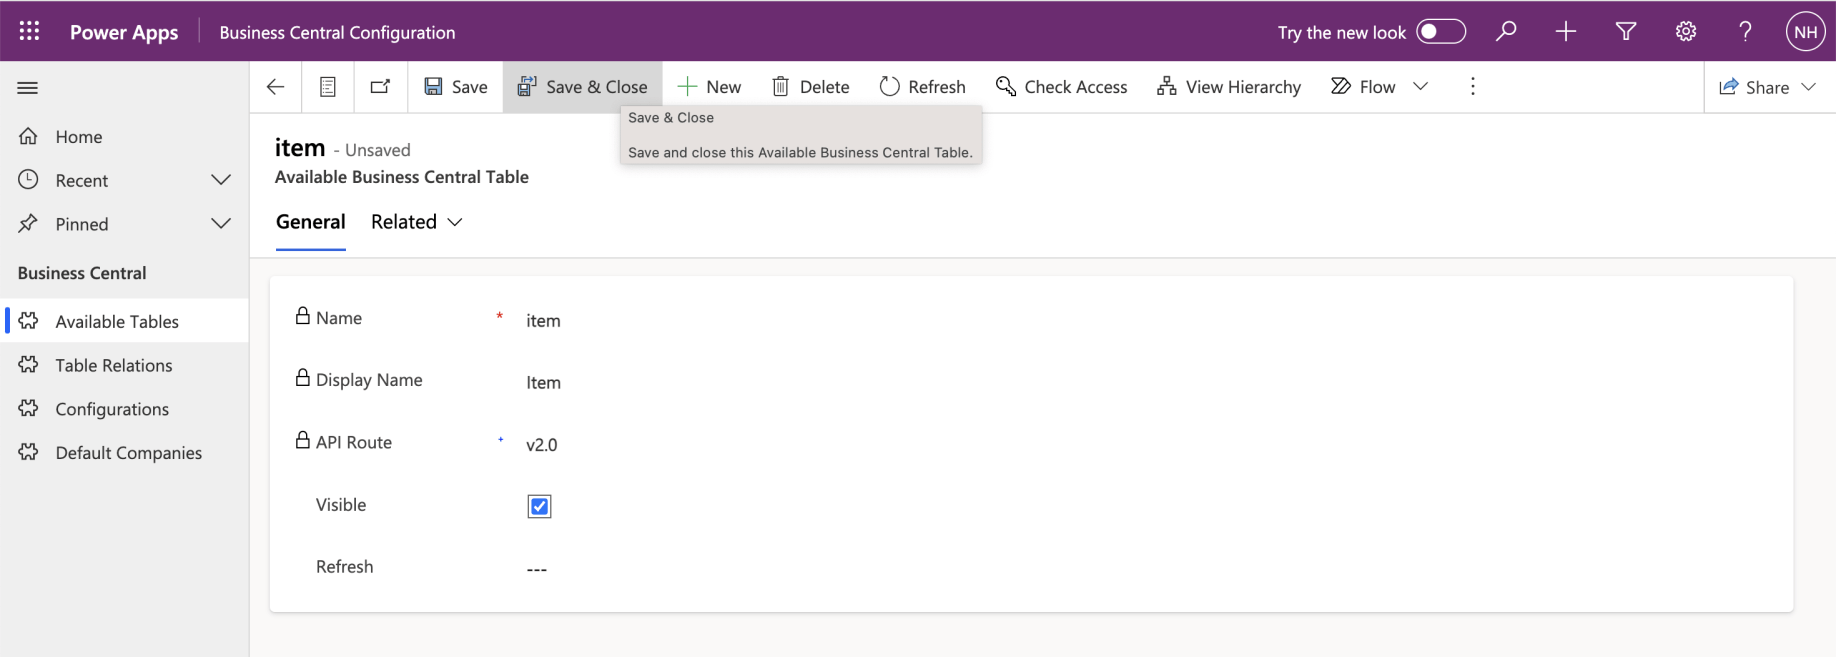 Power Apps Business Central Configuration Try the new look ? NH
Save Save & Close New Delete Refresh Check Access View Hierarchy Flow Share
Save & Close
Save and close this Available Business Central Table.
Home
Recent
Pinned
Business Central
Available Tables
Table Relations
Configurations
Default Companies
item - Unsaved
Available Business Central Table
General Related
Name * item
Display Name Item
API Route + v2.0
Visible
Refresh ---